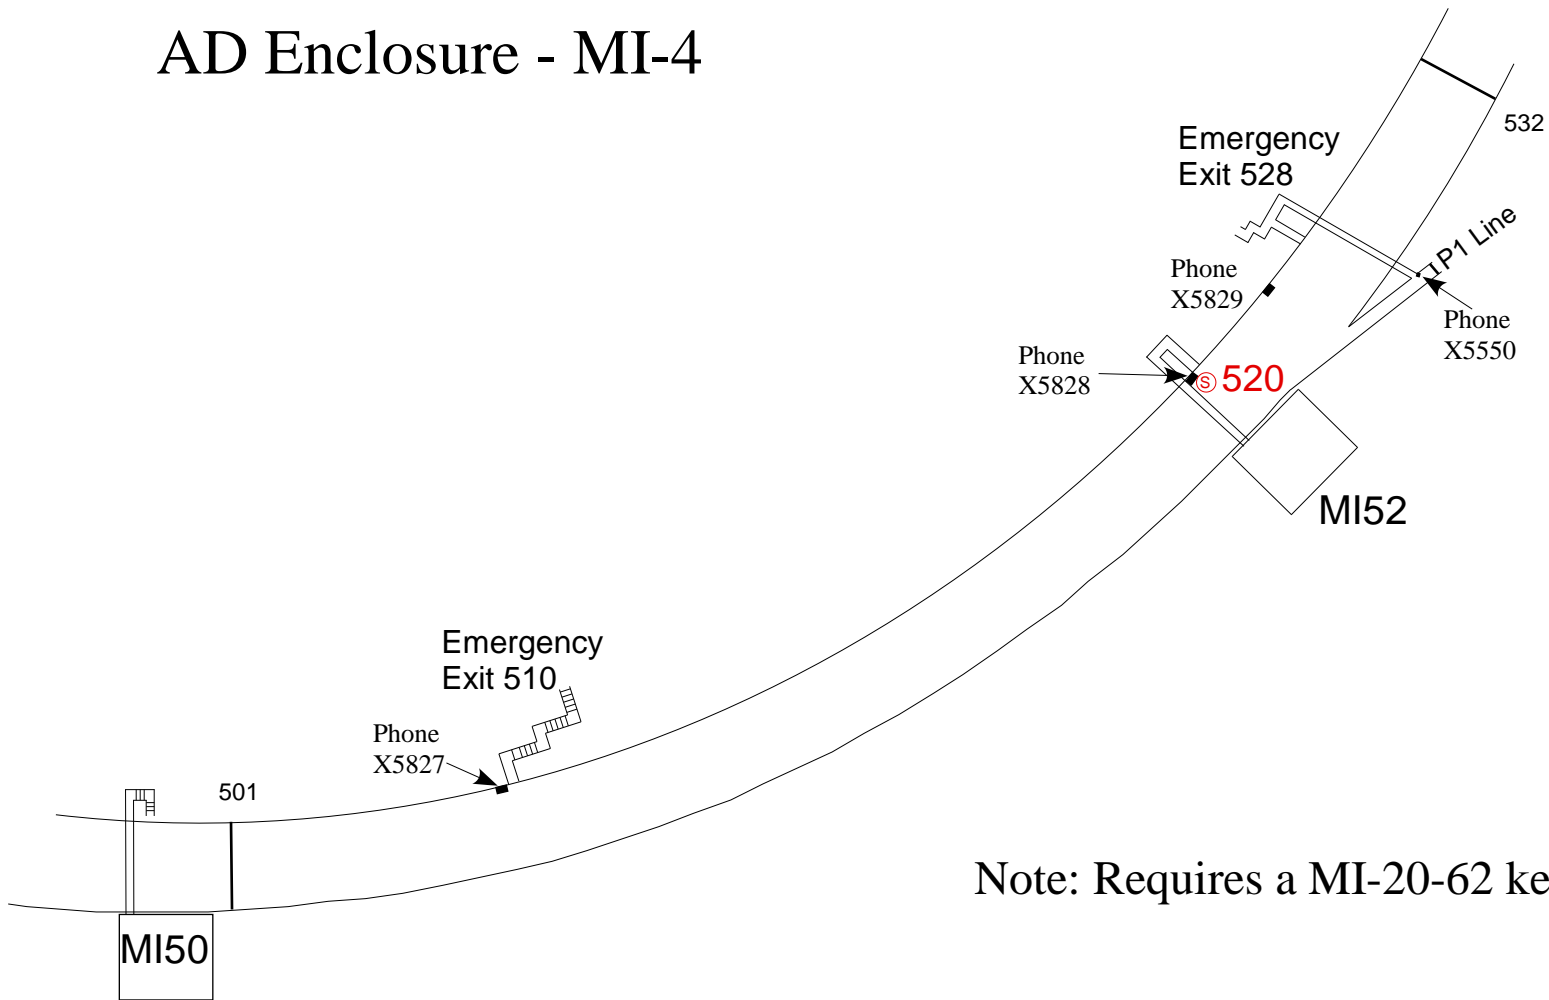 AD Enclosure - MI-4
532
Emergency
Exit 528
P1 Line
Phone
X5829
Phone
X5550
Phone
X5828
S 520
MI52
Emergency
Exit 510
Phone
X5827
501
Note: Requires a MI-20-62 ke
MI50